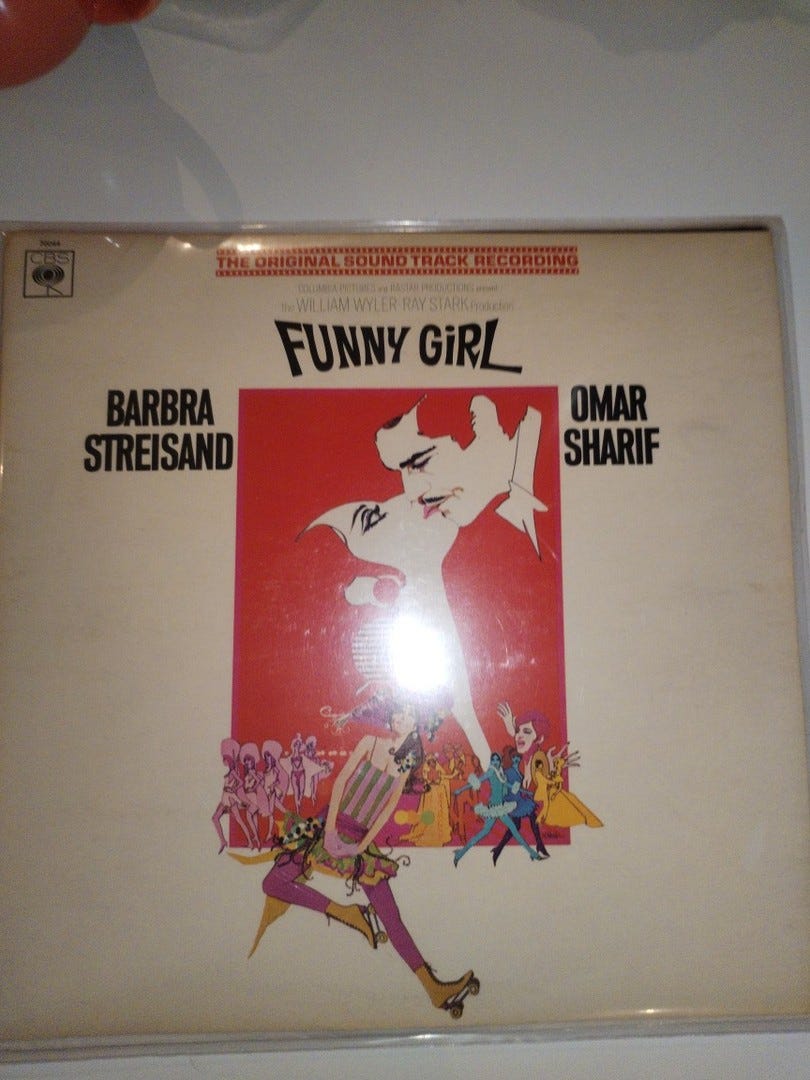 70044
CBS
THE ORIGINAL SOUND TRACK RECORDING
COLUMBIA PICTURES and RASTAR PRODUCTIONS present
the WILLIAM WYLER-RAY STARK Production
FUNNY GiRL
BARBRA
STREISAND
OMAR
SHARIF